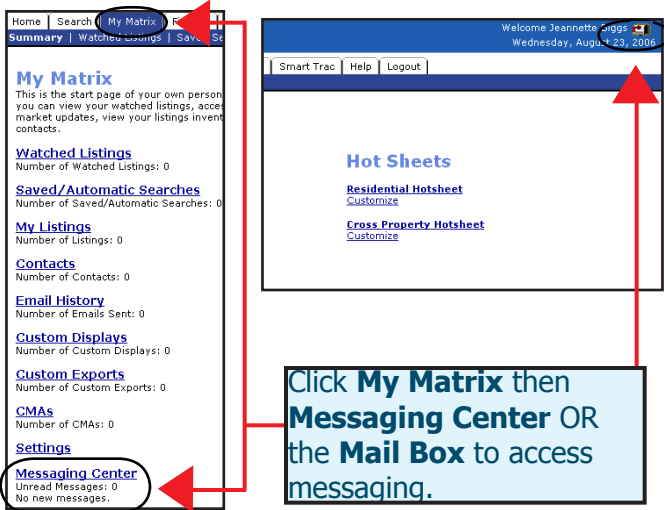 Home | Search | My Matrix | Fi
Summary | Watched Listings | Saved Se
My Matrix
This is the start page of your own person
you can view your watched listings, acces
market updates, view your listings invent
contacts.
Watched Listings
Number of Watched Listings: 0
Saved/Automatic Searches
Number of Saved/Automatic Searches: 0
My Listings
Number of Listings: 0
Contacts
Number of Contacts: 0
Email History
Number of Emails Sent: 0
Custom Displays
Number of Custom Displays: 0
Custom Exports
Number of Custom Exports: 0
CMAs
Number of CMAs: 0
Settings
Messaging Center
Unread Messages: 0
No new messages.
Welcome Jeannette Biggs
Wednesday, August 23, 2006
Smart Trac | Help | Logout
Hot Sheets
Residential Hotsheet
Customize
Cross Property Hotsheet
Customize
Click My Matrix then
Messaging Center OR
the Mail Box to access
messaging.